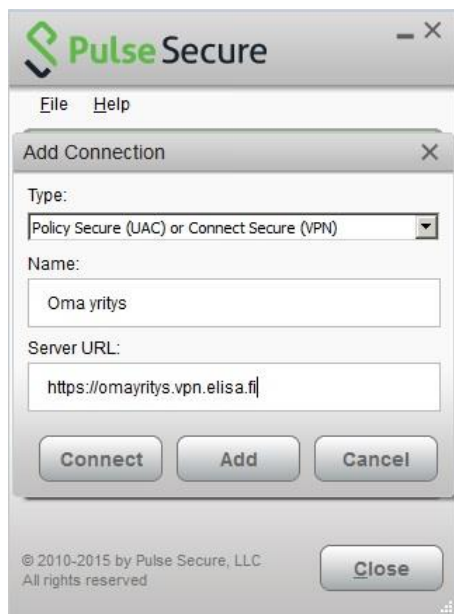 Pulse Secure
File Help
Add Connection
Type:
Policy Secure (UAC) or Connect Secure (VPN)
Name:
Oma yritys
Server URL:
https://omayritys.vpn.elisa.fi
Connect Add Cancel
© 2010-2015 by Pulse Secure, LLC
All rights reserved
Close